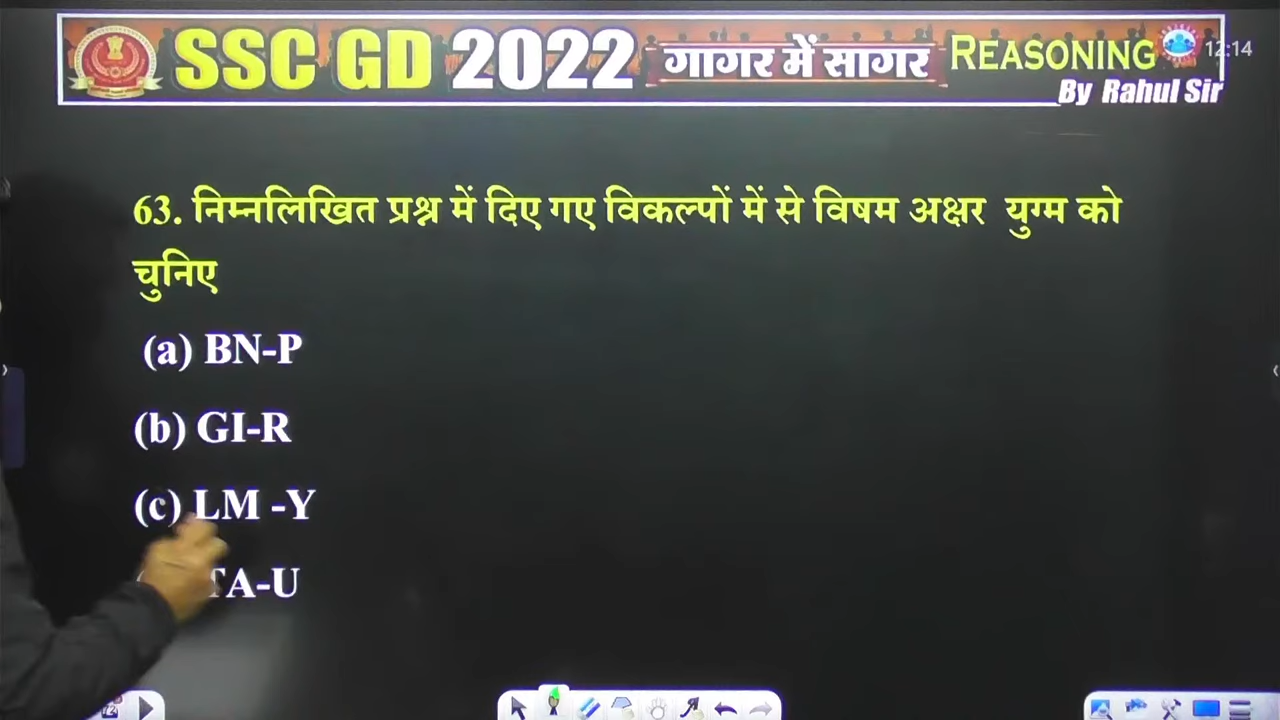 SSC GD 2022 गागर में सागर REASONING 12:14
By Rahul Sir
63. निम्नलिखित प्रश्न में दिए गए विकल्पों में से विषम अक्षर युग्म को
चुनिए
(a) BN-P
(b) GI-R
(c) LM -Y
TA-U